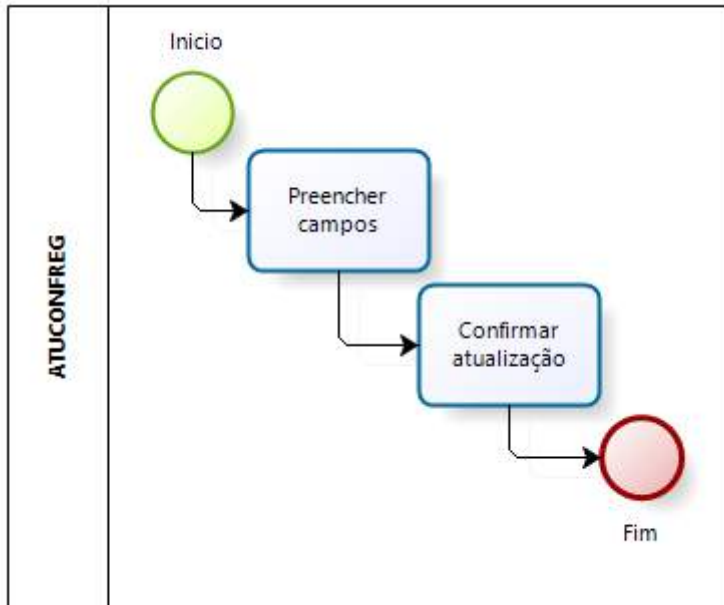 Inicio
Preencher
campos
ATUCONFREG
Confirmar
atualização
Fim